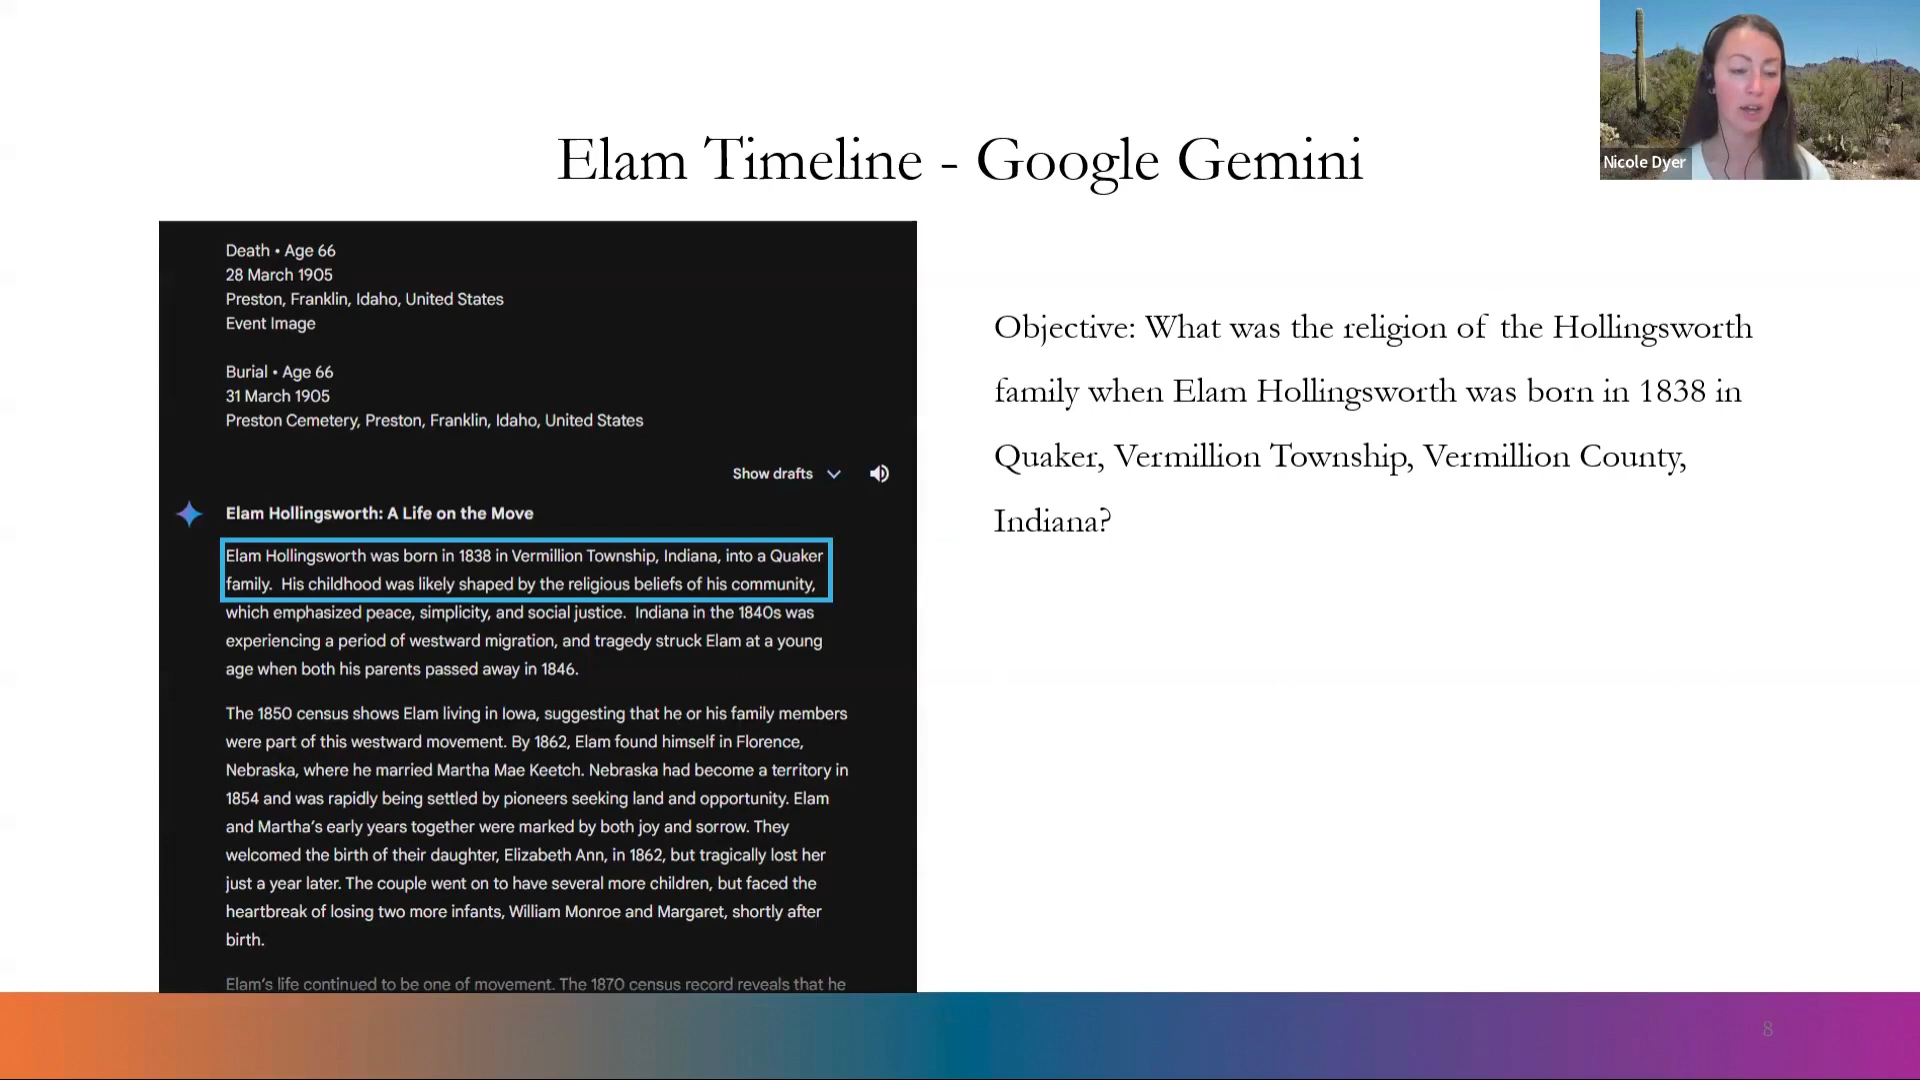 Nicole Dyer
Elam Timeline - Google Gemini
Death • Age 66
28 March 1905
Preston, Franklin, Idaho, United States
Event Image
Burial • Age 66
31 March 1905
Preston Cemetery, Preston, Franklin, Idaho, United States
Show drafts
Elam Hollingsworth: A Life on the Move
Elam Hollingsworth was born in 1838 in Vermillion Township, Indiana, into a Quaker
family. His childhood was likely shaped by the religious beliefs of his community,
which emphasized peace, simplicity, and social justice. Indiana in the 1840s was
experiencing a period of westward migration, and tragedy struck Elam at a young
age when both his parents passed away in 1846.
The 1850 census shows Elam living in Iowa, suggesting that he or his family members
were part of this westward movement. By 1862, Elam found himself in Florence,
Nebraska, where he married Martha Mae Keetch. Nebraska had become a territory in
1854 and was rapidly being settled by pioneers seeking land and opportunity. Elam
and Martha's early years together were marked by both joy and sorrow. They
welcomed the birth of their daughter, Elizabeth Ann, in 1862, but tragically lost her
just a year later. The couple went on to have several more children, but faced the
heartbreak of losing two more infants, William Monroe and Margaret, shortly after
birth.
Elam's life continued to be one of movement. The 1870 census record reveals that he
Objective: What was the religion of the Hollingsworth
family when Elam Hollingsworth was born in 1838 in
Quaker, Vermillion Township, Vermillion County,
Indiana?
8